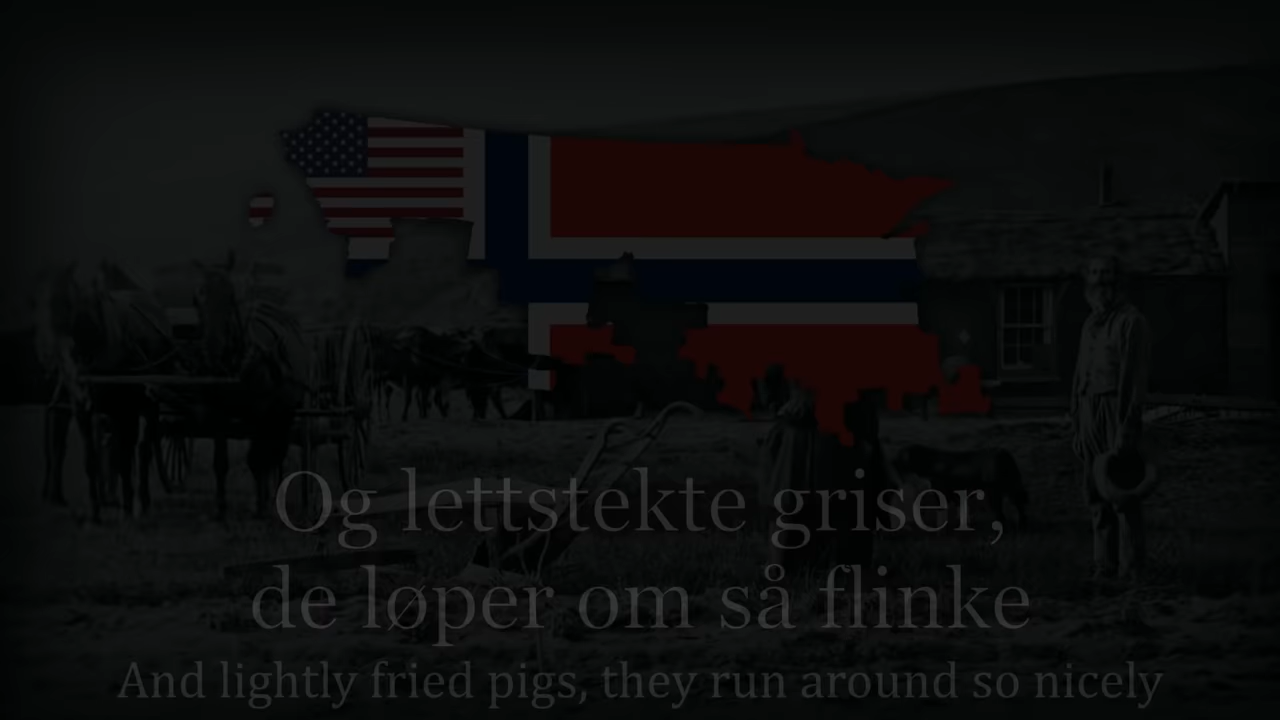 Og lettstekte griser,
de løper om så flinke
And lightly fried pigs, they run around so nicely